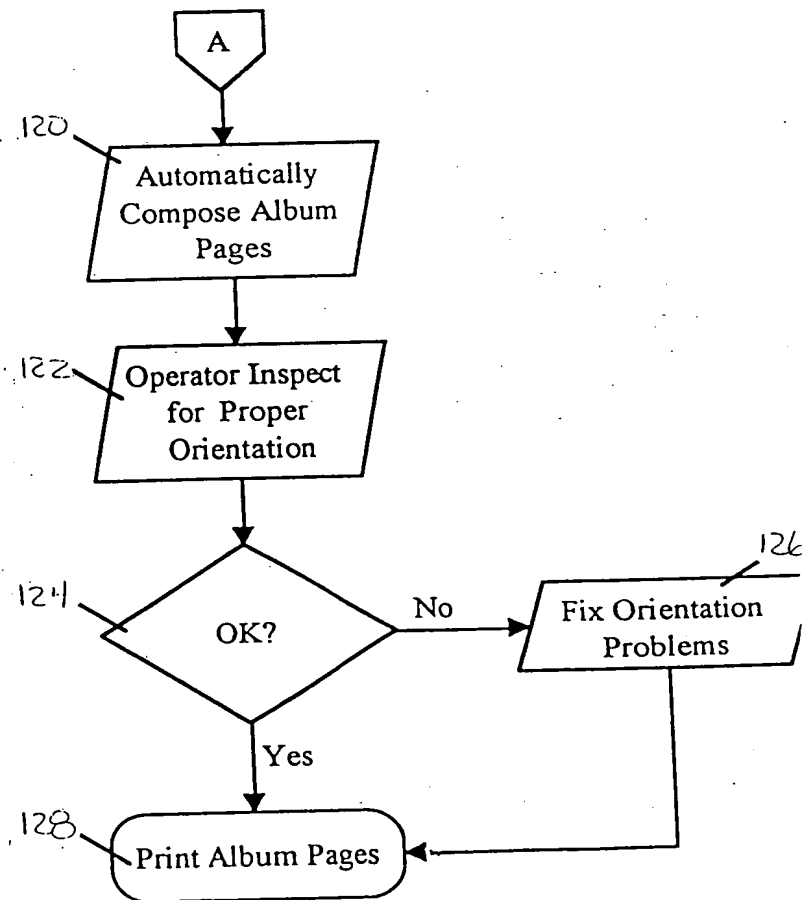 A
120
Automatically
Compose Album
Pages
122
Operator Inspect
for Proper
Orientation
124
OK?
No
126
Fix Orientation
Problems
Yes
128
Print Album Pages